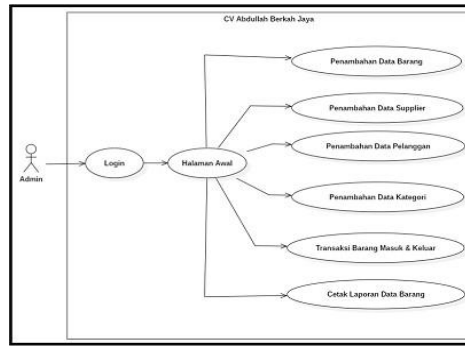 CV Abdullah Berkah Jaya
Penambahan Data Barang
Penambahan Data Supplier
Penambahan Data Pelanggan
Login
Halaman Awal
Admin
Penambahan Data Kategori
Transaksi Barang Masuk & Keluar
Cetak Laporan Data Barang